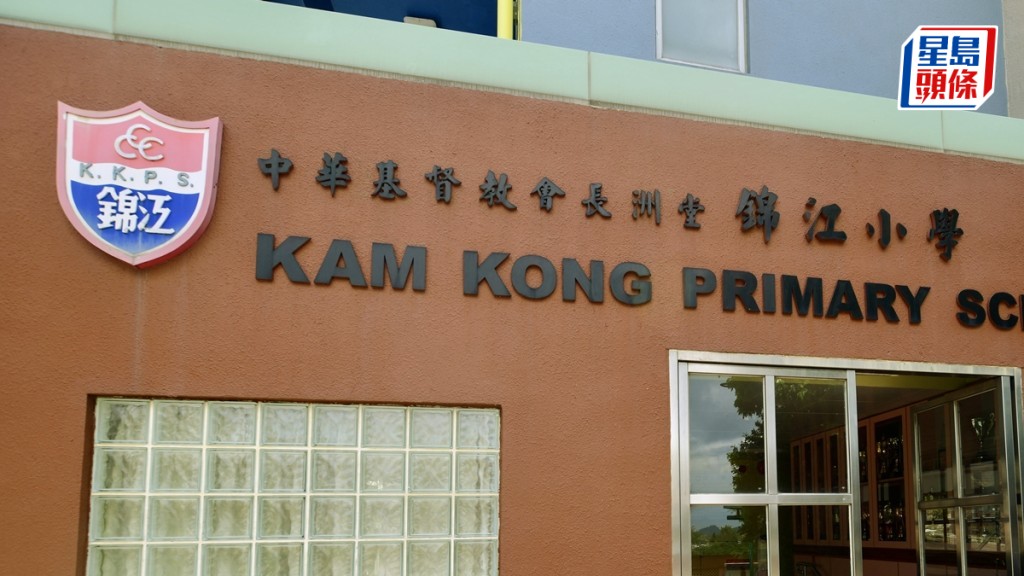 星島
頭條
CCC
K. K. P. S.
錦江
中華基督教會長洲堂 錦江小學
KAM KONG PRIMARY SC